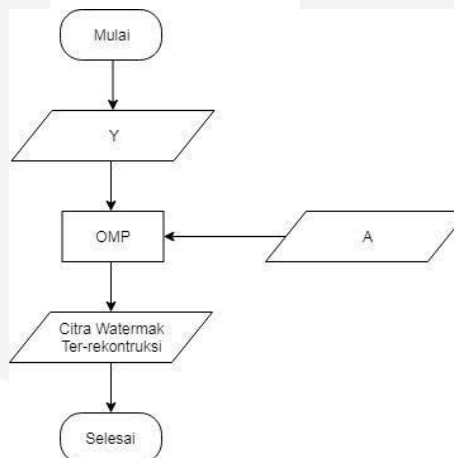 Mulai
Y
OMP
A
Citra Watermak
Ter-rekontruksi
Selesai